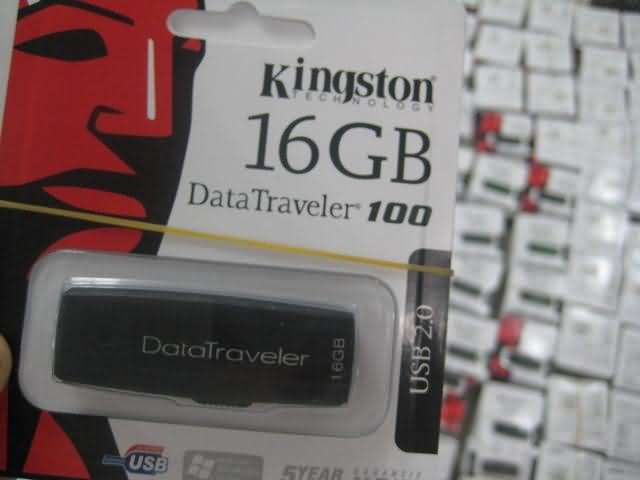 Kingston
TECHNOLOGY
16GB
DataTraveler® 100
DataTraveler 16GB
USB 2.0
USB
5YEAR